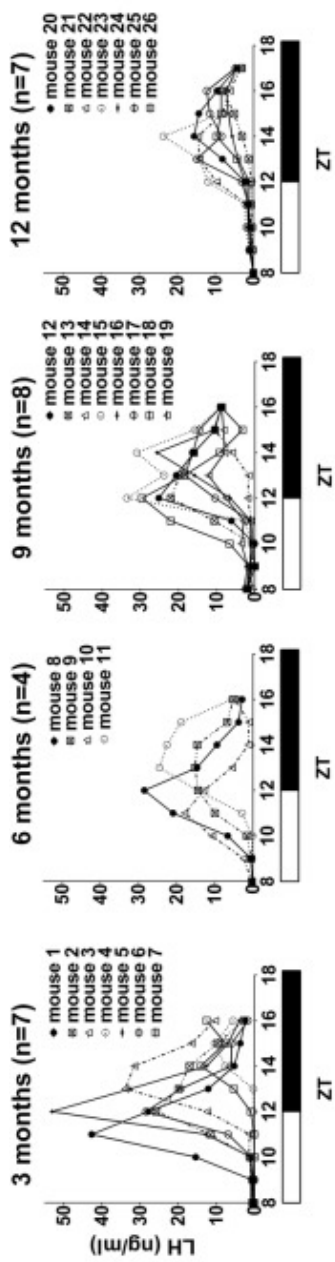 3 months (n=7)
LH (ng/ml)
50
40
30
20
10
0
mouse 1
mouse 2
mouse 3
mouse 4
mouse 5
mouse 6
mouse 7
8 10 12 14 16 18
ZT
6 months (n=4)
50
40
30
20
10
0
mouse 8
mouse 9
mouse 10
mouse 11
8 10 12 14 16 18
ZT
9 months (n=8)
50
40
30
20
10
0
mouse 12
mouse 13
mouse 14
mouse 15
mouse 16
mouse 17
mouse 18
mouse 19
8 10 12 14 16 18
ZT
12 months (n=7)
50
40
30
20
10
0
mouse 20
mouse 21
mouse 22
mouse 23
mouse 24
mouse 25
mouse 26
8 10 12 14 16 18
ZT